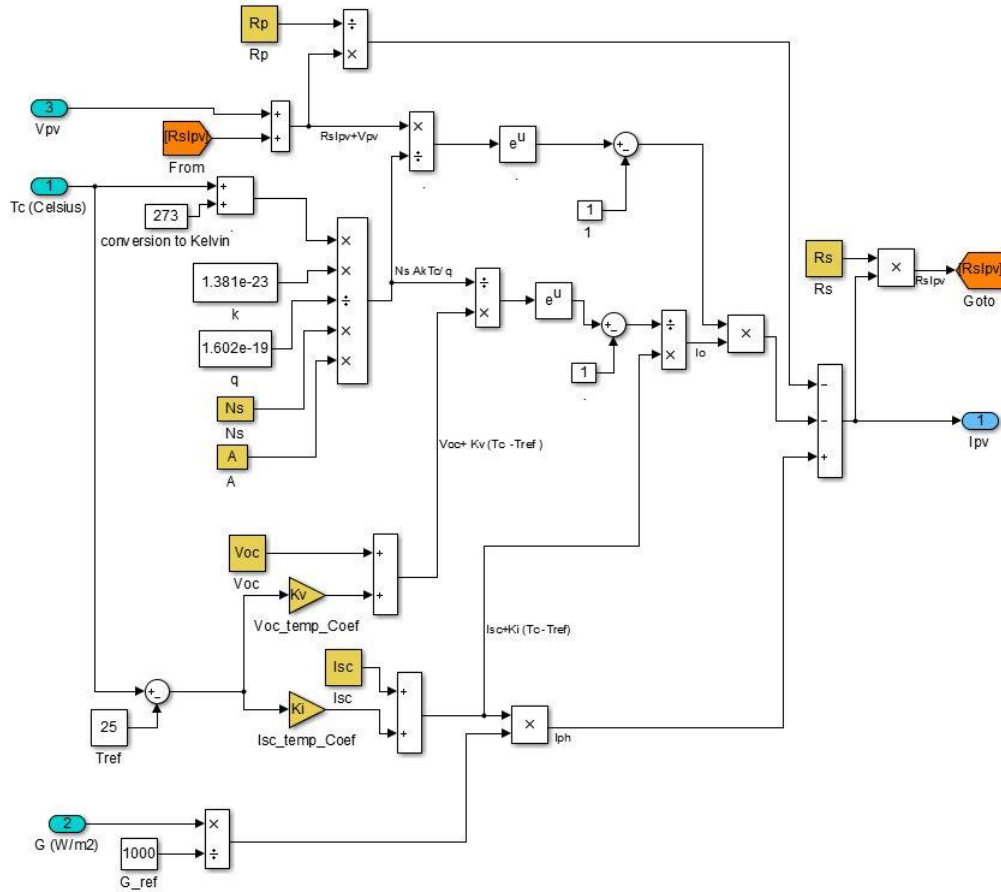 Rp
÷
×
Rp
3
Vpv
+
+
[RsIpv]
From
RsIpv+Vpv
×
÷
.
e^u
.
+
−
1
1
1
Tc (Celsius)
+
+
273
.
conversion to Kelvin
×
×
÷
×
×
1.381e-23
k
1.602e-19
q
Ns
Ns
A
A
Ns AkTc/q
÷
×
.
e^u
+
−
1
.
÷
×
Io
×
Rs
Rs
×
RsIpv
[RsIpv]
Goto
−
−
+
1
Ipv
Voc+ Kv (Tc -Tref )
Voc
Voc
+
+
Kv
Voc_temp_Coef
Isc+Ki (Tc-Tref)
Isc
Isc
+
+
Ki
Isc_temp_Coef
+
−
25
Tref
×
Iph
2
G (W/m2)
×
÷
1000
G_ref